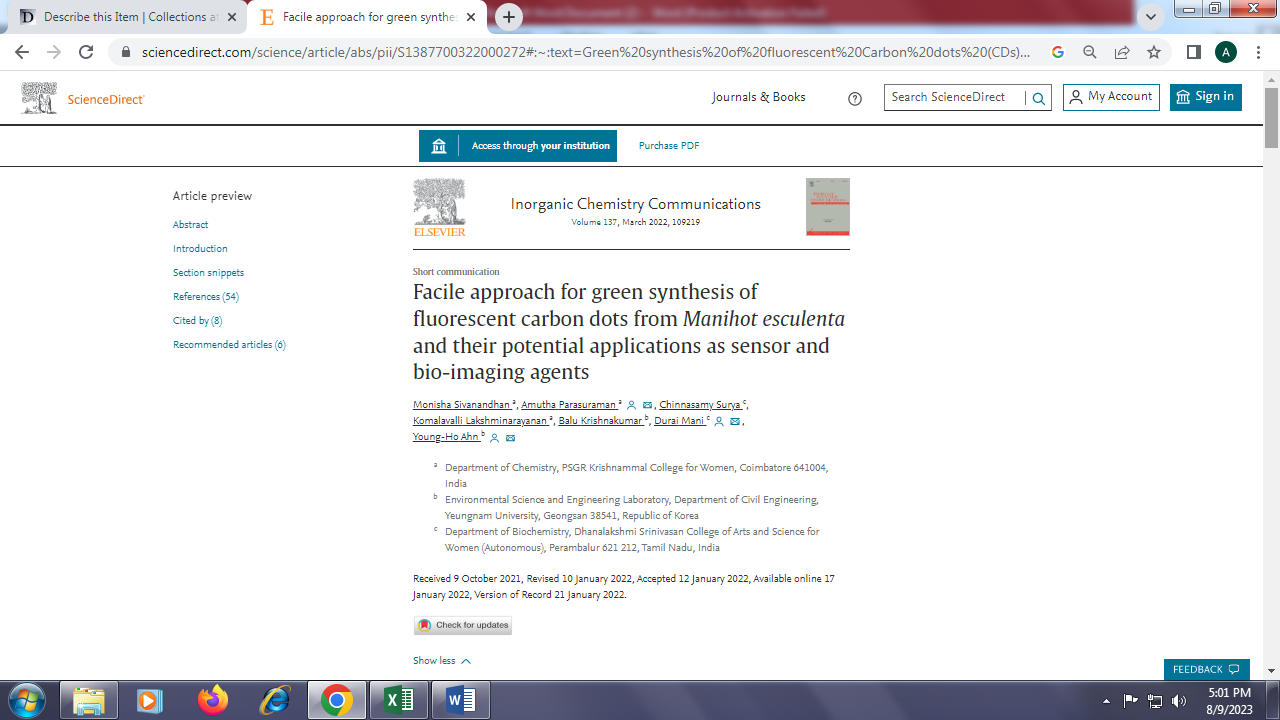 Describe this Item | Collections at
Facile approach for green synthes
sciencedirect.com/science/article/abs/pii/S1387700322000272#:~:text=Green%20synthesis%20of%20fluorescent%20Carbon%20dots%20(CDs)...
A
ScienceDirect
Journals & Books
Search ScienceDirect
My Account
Sign in
Access through your institution
Purchase PDF
Article preview
Abstract
Introduction
Section snippets
References (54)
Cited by (8)
Recommended articles (6)
ELSEVIER
Inorganic Chemistry Communications
Volume 137, March 2022, 109219
Short communication
Facile approach for green synthesis of
fluorescent carbon dots from Manihot esculenta
and their potential applications as sensor and
bio-imaging agents
Monisha Sivanandhan a, Amutha Parasuraman a, Chinnasamy Surya c,
Komalavalli Lakshminarayanan a, Balu Krishnakumar b, Durai Mani c,
Young-Ho Ahn b
a Department of Chemistry, PSGR Krishnammal College for Women, Coimbatore 641004,
India
b Environmental Science and Engineering Laboratory, Department of Civil Engineering,
Yeungnam University, Geongsan 38541, Republic of Korea
c Department of Biochemistry, Dhanalakshmi Srinivasan College of Arts and Science for
Women (Autonomous), Perambalur 621 212, Tamil Nadu, India
Received 9 October 2021, Revised 10 January 2022, Accepted 12 January 2022, Available online 17
January 2022, Version of Record 21 January 2022.
Check for updates
Show less
FEEDBACK
5:01 PM
8/9/2023